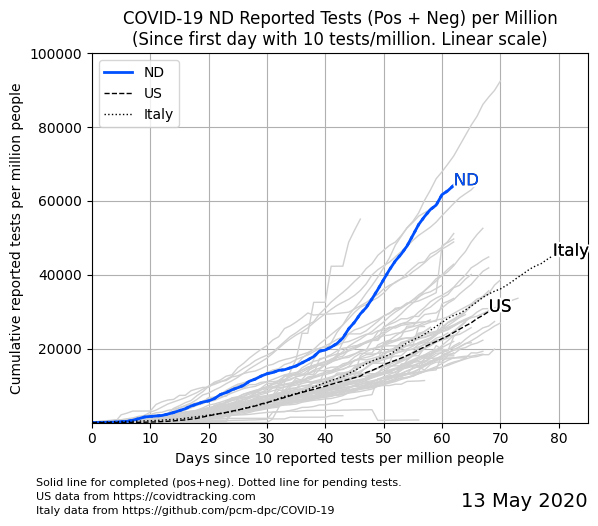 COVID-19 ND Reported Tests (Pos + Neg) per Million
(Since first day with 10 tests/million. Linear scale)
Cumulative reported tests per million people
100000
80000
60000
40000
20000
ND
US
Italy
ND
Italy
US
0 10 20 30 40 50 60 70 80
Days since 10 reported tests per million people
Solid line for completed (pos+neg). Dotted line for pending tests.
US data from https://covidtracking.com
Italy data from https://github.com/pcm-dpc/COVID-19
13 May 2020